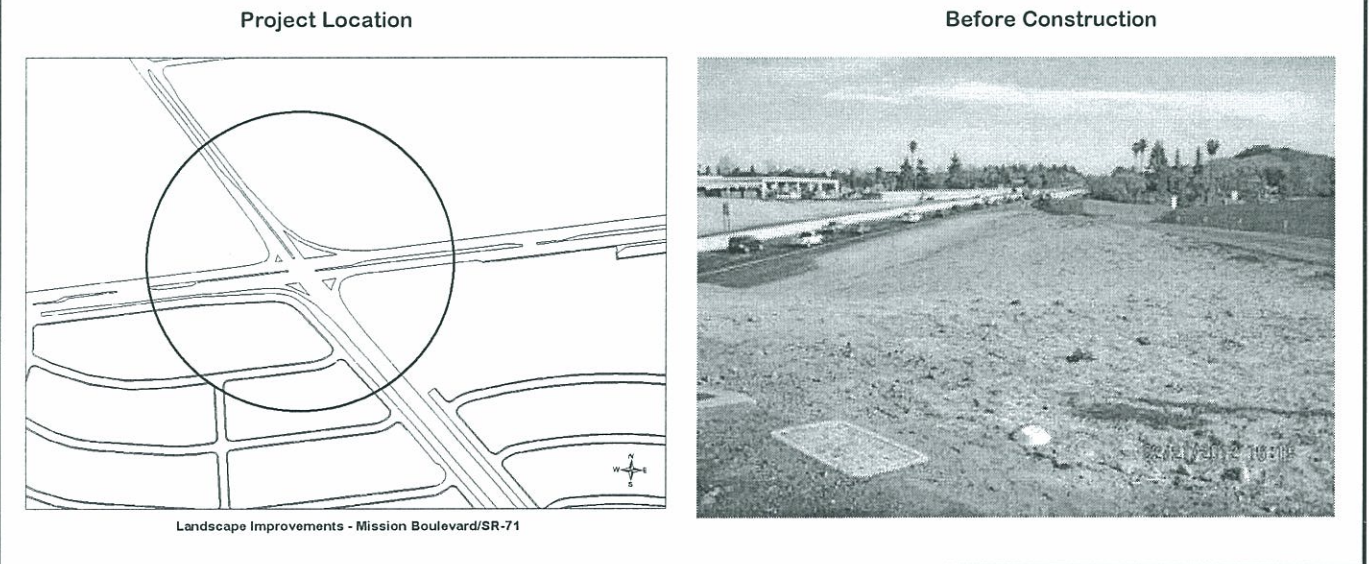 Project Location
Before Construction
N
W E
S
Landscape Improvements - Mission Boulevard/SR-71